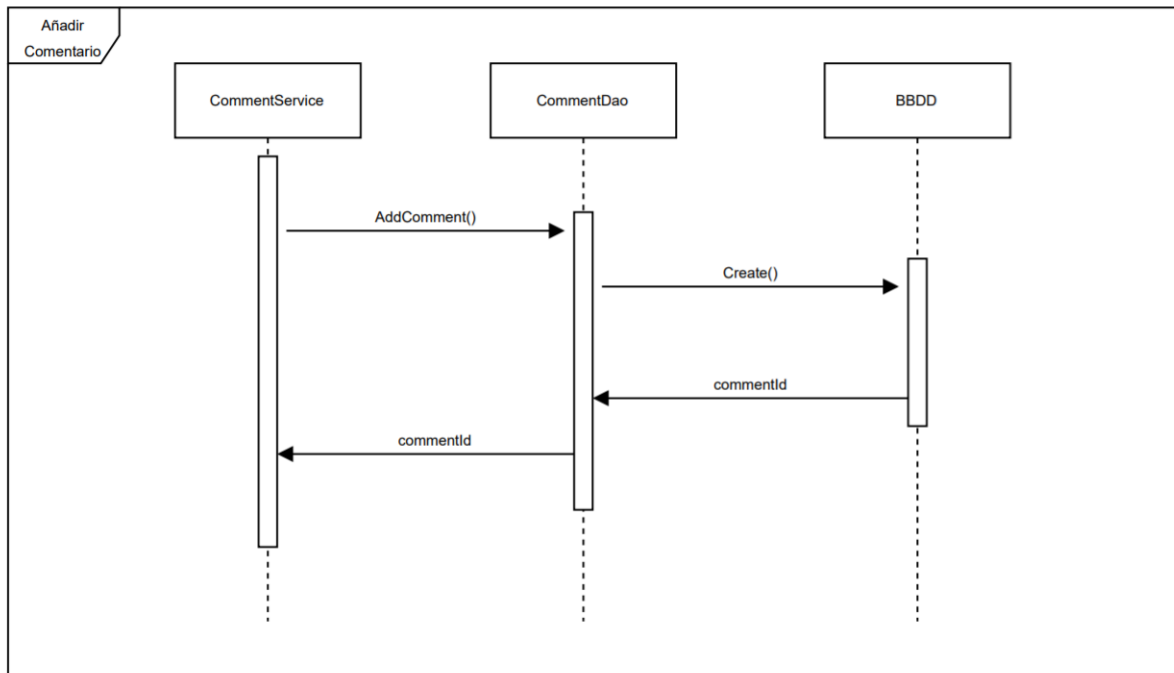 Añadir
Comentario
CommentService
CommentDao
BBDD
AddComment()
Create()
commentId
commentId